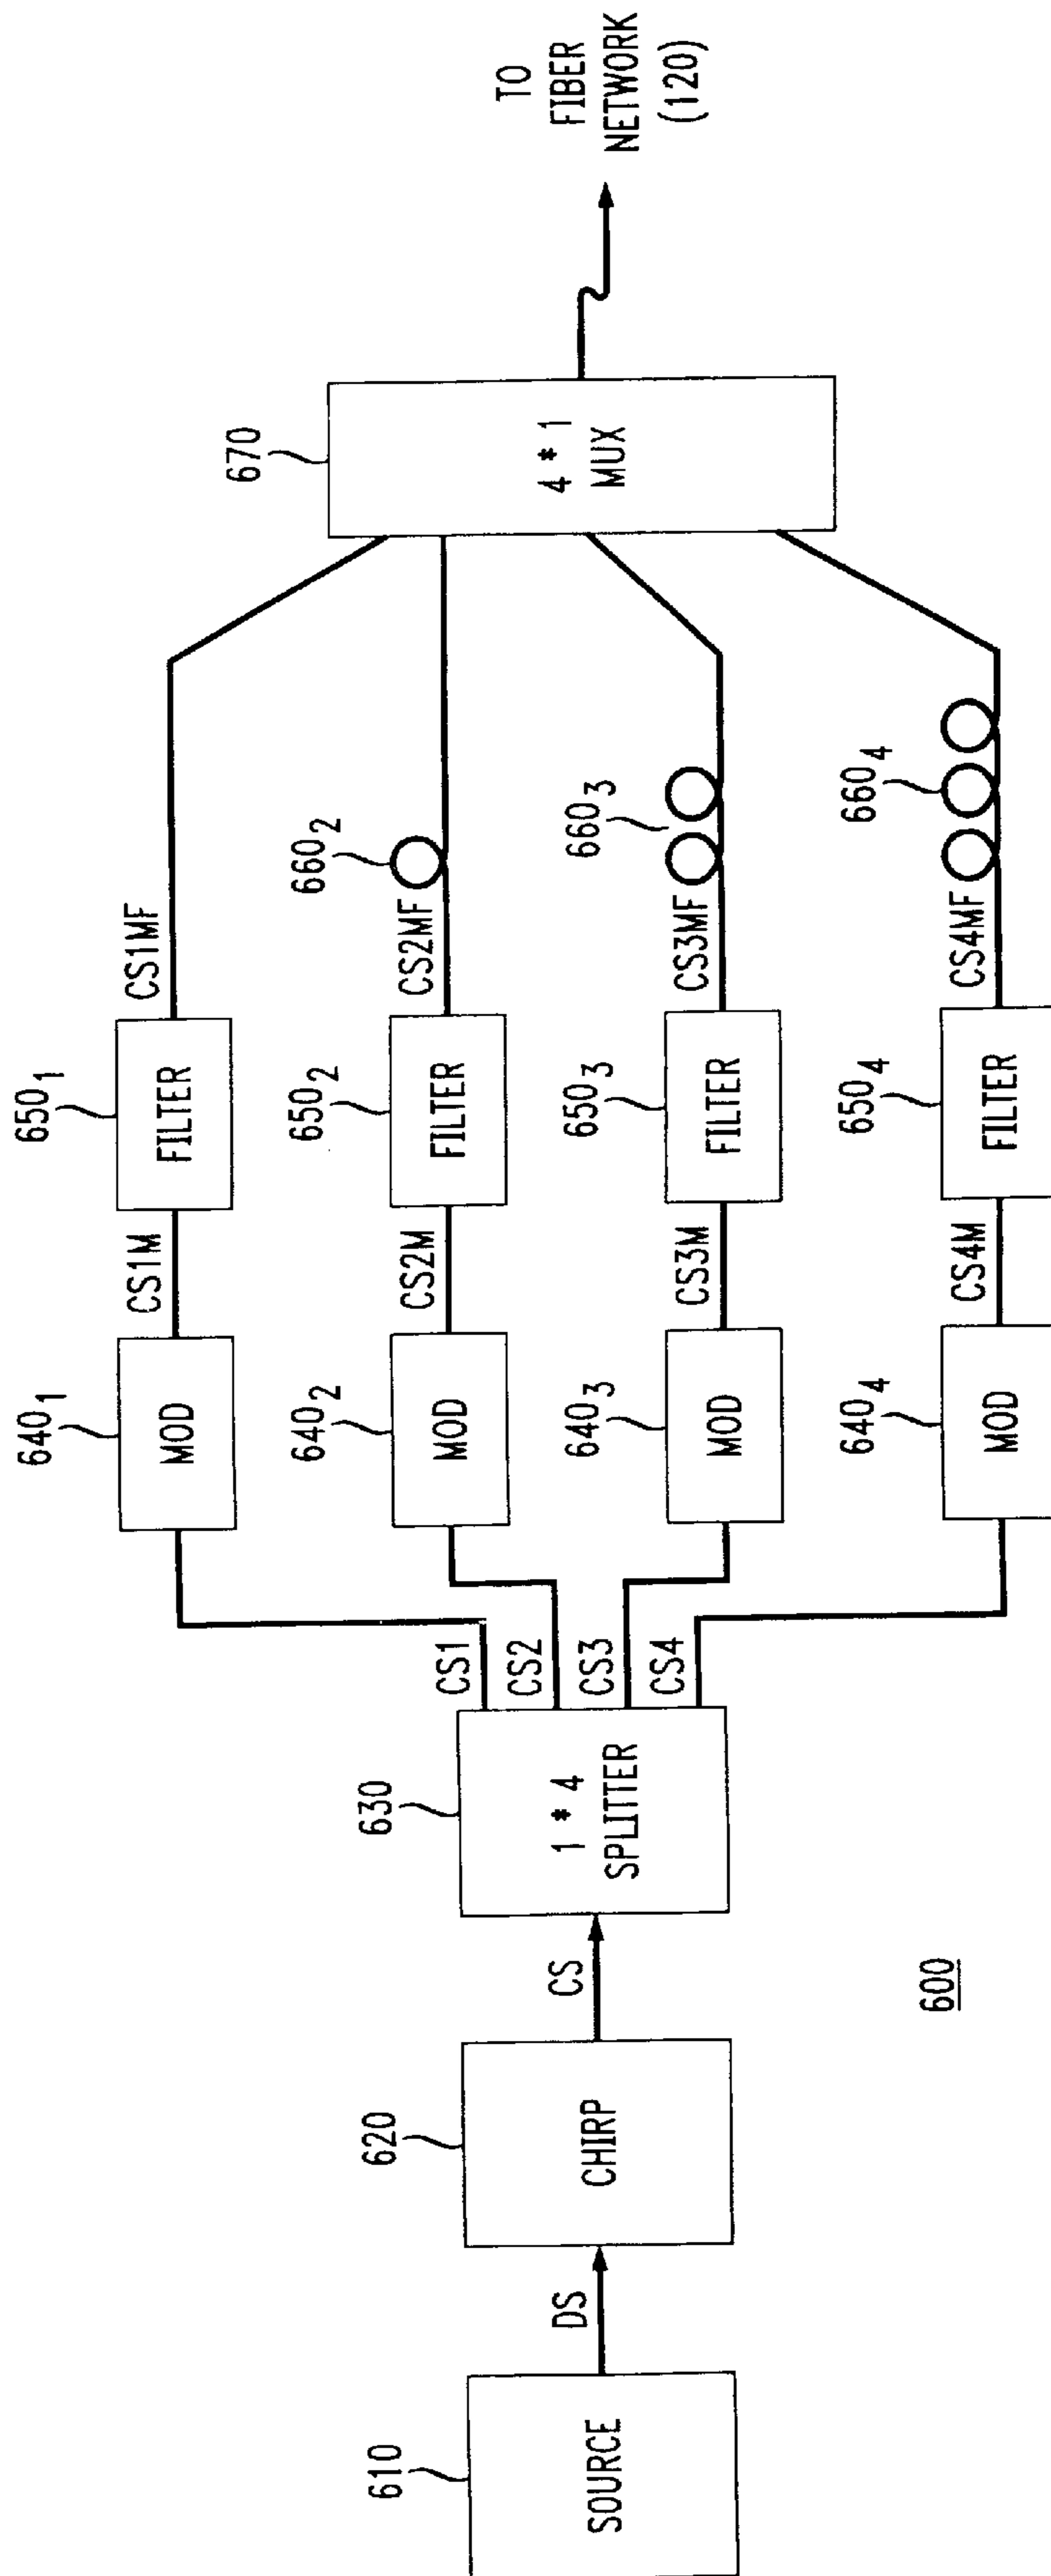 610
SOURCE
DS
620
CHIRP
CS
630
1 * 4
SPLITTER
CS1
CS2
CS3
CS4
640₁
MOD
CS1M
650₁
FILTER
CS1MF
640₂
MOD
CS2M
650₂
FILTER
CS2MF
660₂
640₃
MOD
CS3M
650₃
FILTER
CS3MF
660₃
640₄
MOD
CS4M
650₄
FILTER
CS4MF
660₄
670
4 * 1
MUX
TO
FIBER
NETWORK
(120)
600